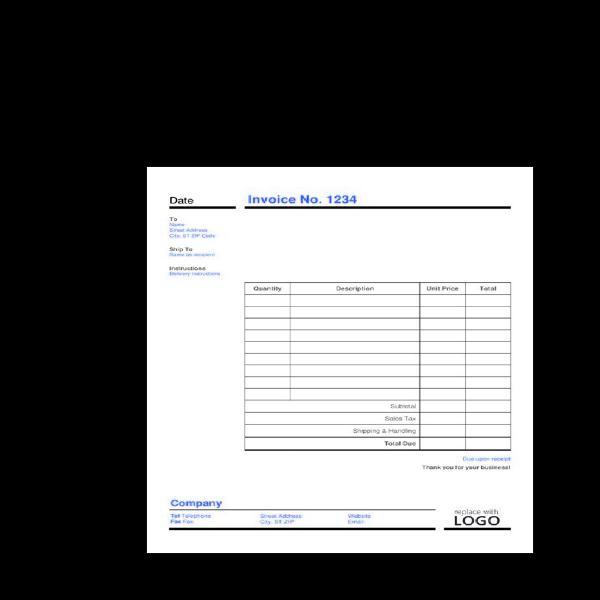 Date
Invoice No. 1234
To
Name
Street Address
City, ST ZIP Code
Ship To
Same as recipient
Instructions
Delivery Instructions
Quantity Description Unit Price Total
Subtotal
Sales Tax
Shipping & Handling
Total Due
Due upon receipt
Thank you for your business!
Company
Tel Telephone
Fax Fax
Street Address
City, ST ZIP
Website
Email
replace with
LOGO